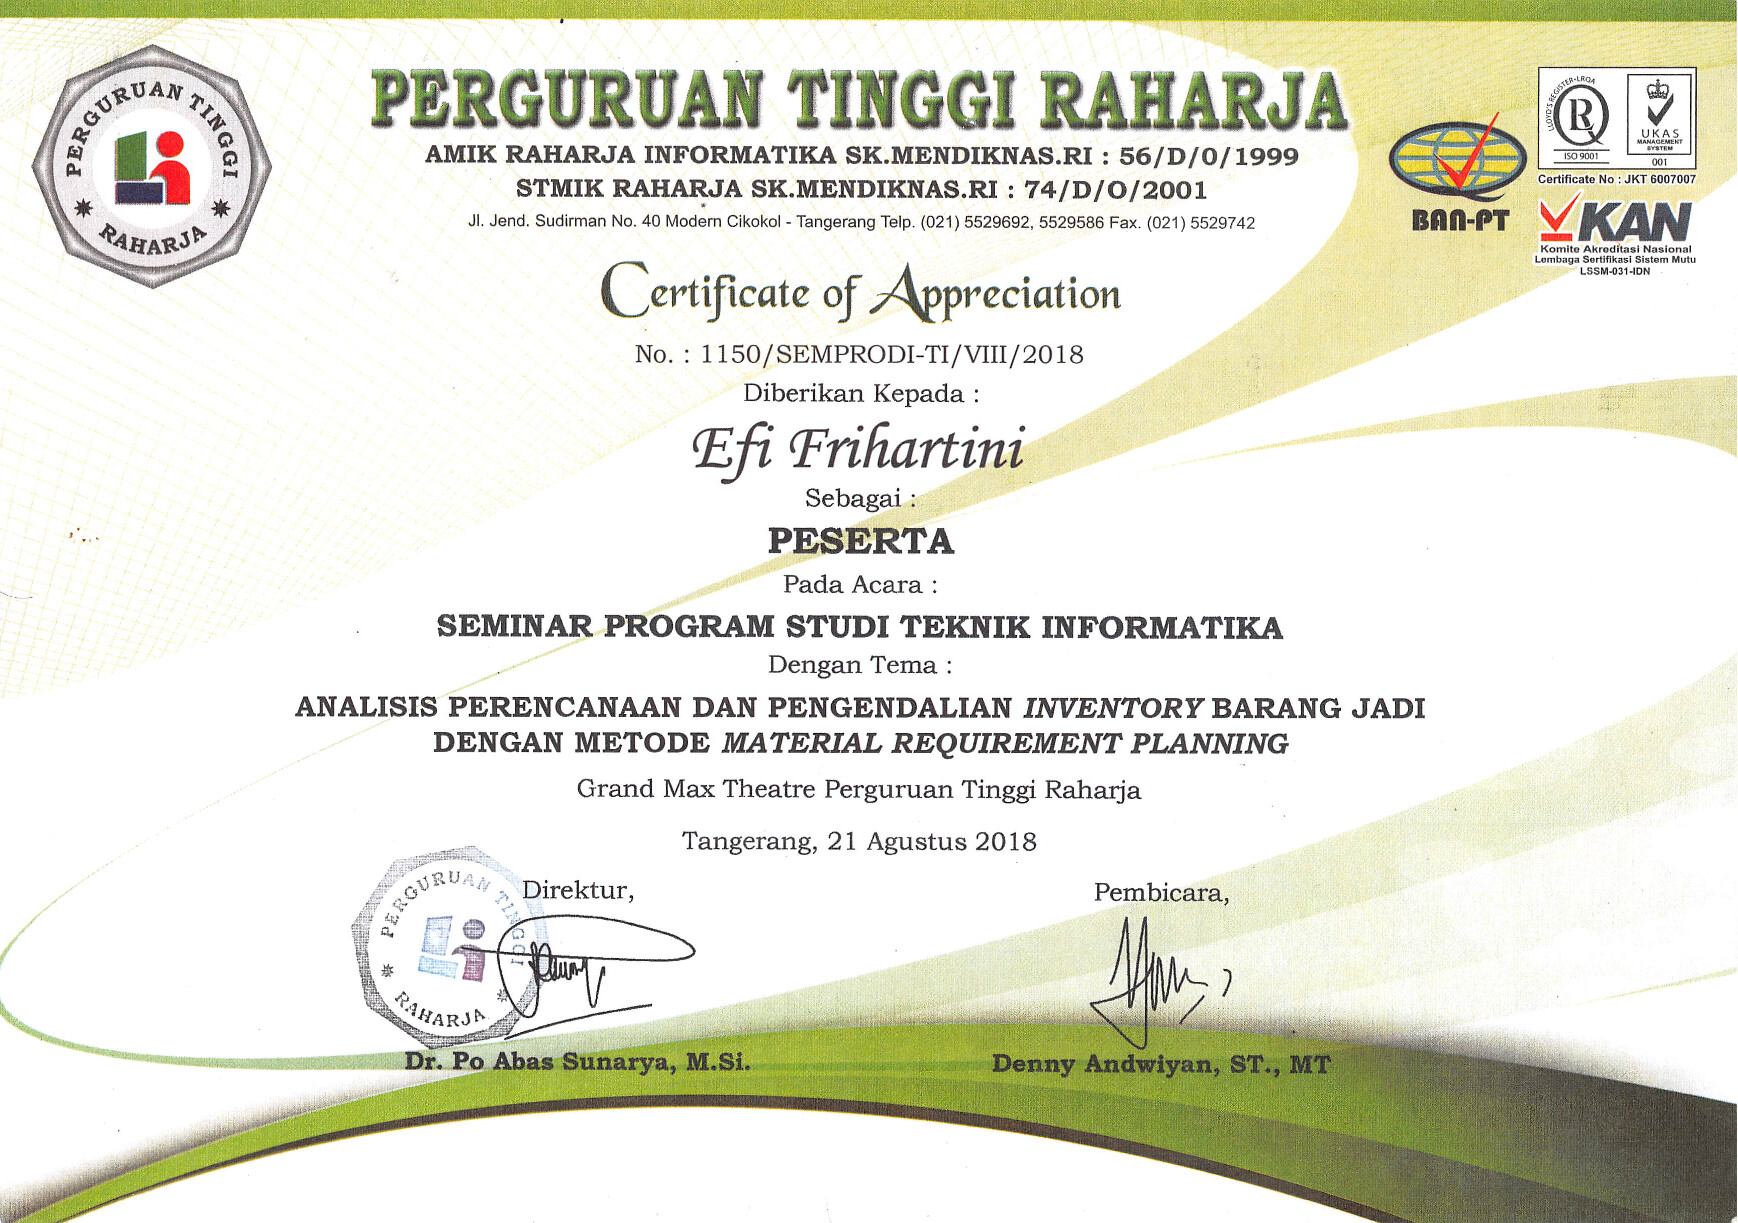 PERGURUAN TINGGI RAHARJA
PERGURUAN TINGGI RAHARJA
AMIK RAHARJA INFORMATIKA SK.MENDIKNAS.RI : 56/D/0/1999
STMIK RAHARJA SK.MENDIKNAS.RI : 74/D/O/2001
Jl. Jend. Sudirman No. 40 Modern Cikokol - Tangerang Telp. (021) 5529692, 5529586 Fax. (021) 5529742
BAN-PT
LLOYD'S REGISTER-LRQA
R
ISO 9001
UKAS
MANAGEMENT
SYSTEM
001
Certificate No : JKT 6007007
KAN
Komite Akreditasi Nasional
Lembaga Sertifikasi Sistem Mutu
LSSM-031-IDN
Certificate of Appreciation
No. : 1150/SEMPRODI-TI/VIII/2018
Diberikan Kepada :
Efi Frihartini
Sebagai :
PESERTA
Pada Acara :
SEMINAR PROGRAM STUDI TEKNIK INFORMATIKA
Dengan Tema :
ANALISIS PERENCANAAN DAN PENGENDALIAN INVENTORY BARANG JADI
DENGAN METODE MATERIAL REQUIREMENT PLANNING
Grand Max Theatre Perguruan Tinggi Raharja
Tangerang, 21 Agustus 2018
Direktur,
Pembicara,
PERGURUAN TINGGI RAHARJA
Dr. Po Abas Sunarya, M.Si.
Denny Andwiyan, ST., MT